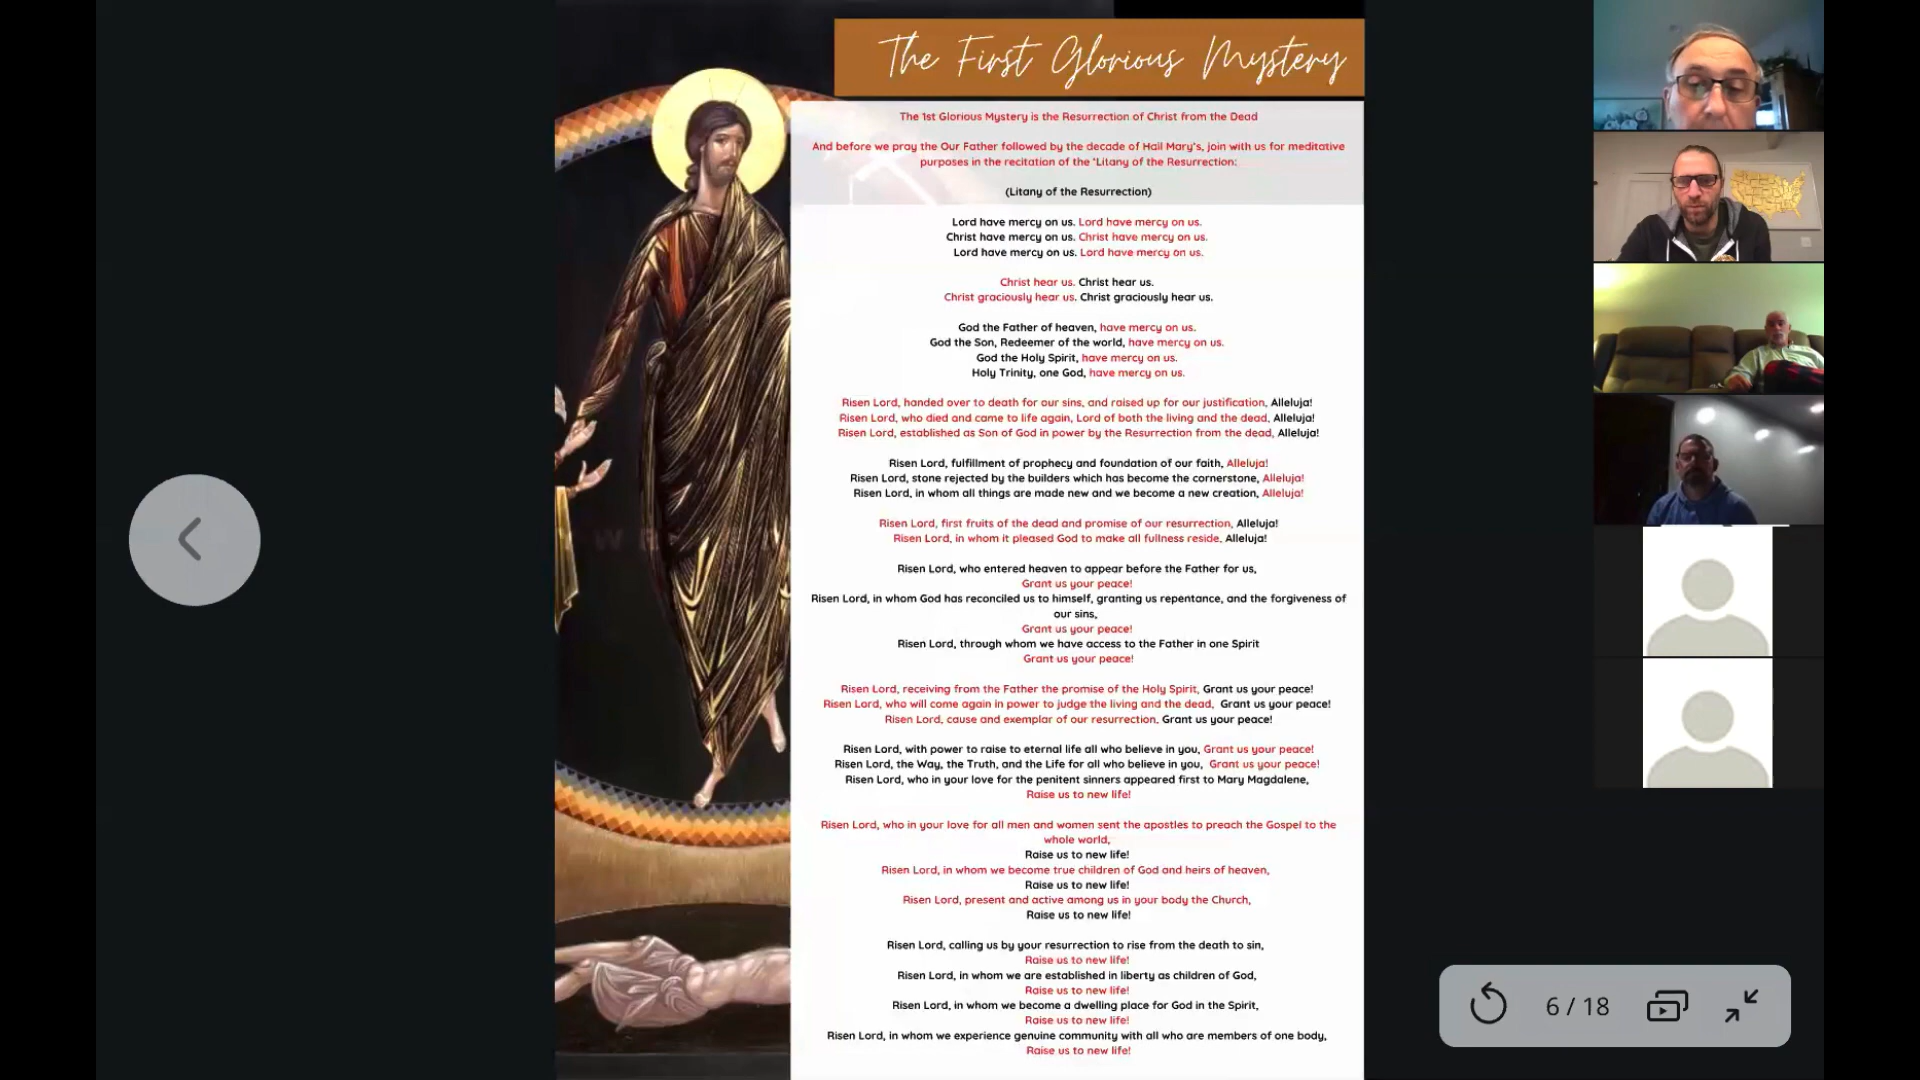 The First Glorious Mystery
The 1st Glorious Mystery is the Resurrection of Christ from the Dead
And before we pray the Our Father followed by the decade of Hail Mary's, join with us for meditative
purposes in the recitation of the 'Litany of the Resurrection:
(Litany of the Resurrection)
Lord have mercy on us. Lord have mercy on us.
Christ have mercy on us. Christ have mercy on us.
Lord have mercy on us. Lord have mercy on us.
Christ hear us. Christ hear us.
Christ graciously hear us. Christ graciously hear us.
God the Father of heaven, have mercy on us.
God the Son, Redeemer of the world, have mercy on us.
God the Holy Spirit, have mercy on us.
Holy Trinity, one God, have mercy on us.
Risen Lord, handed over to death for our sins, and raised up for our justification, Alleluja!
Risen Lord, who died and came to life again, Lord of both the living and the dead, Alleluja!
Risen Lord, established as Son of God in power by the Resurrection from the dead, Alleluja!
Risen Lord, fulfillment of prophecy and foundation of our faith, Alleluja!
Risen Lord, stone rejected by the builders which has become the cornerstone, Alleluja!
Risen Lord, in whom all things are made new and we become a new creation, Alleluja!
Risen Lord, first fruits of the dead and promise of our resurrection, Alleluja!
Risen Lord, in whom it pleased God to make all fullness reside, Alleluja!
Risen Lord, who entered heaven to appear before the Father for us,
Grant us your peace!
Risen Lord, in whom God has reconciled us to himself, granting us repentance, and the forgiveness of
our sins,
Grant us your peace!
Risen Lord, through whom we have access to the Father in one Spirit
Grant us your peace!
Risen Lord, receiving from the Father the promise of the Holy Spirit, Grant us your peace!
Risen Lord, who will come again in power to judge the living and the dead, Grant us your peace!
Risen Lord, cause and exemplar of our resurrection, Grant us your peace!
Risen Lord, with power to raise to eternal life all who believe in you, Grant us your peace!
Risen Lord, the Way, the Truth, and the Life for all who believe in you, Grant us your peace!
Risen Lord, who in your love for the penitent sinners appeared first to Mary Magdalene,
Raise us to new life!
Risen Lord, who in your love for all men and women sent the apostles to preach the Gospel to the
whole world,
Raise us to new life!
Risen Lord, in whom we become true children of God and heirs of heaven,
Raise us to new life!
Risen Lord, present and active among us in your body the Church,
Raise us to new life!
Risen Lord, calling us by your resurrection to rise from the death to sin,
Raise us to new life!
Risen Lord, in whom we are established in liberty as children of God,
Raise us to new life!
Risen Lord, in whom we become a dwelling place for God in the Spirit,
Raise us to new life!
Risen Lord, in whom we experience genuine community with all who are members of one body,
Raise us to new life!
6 / 18